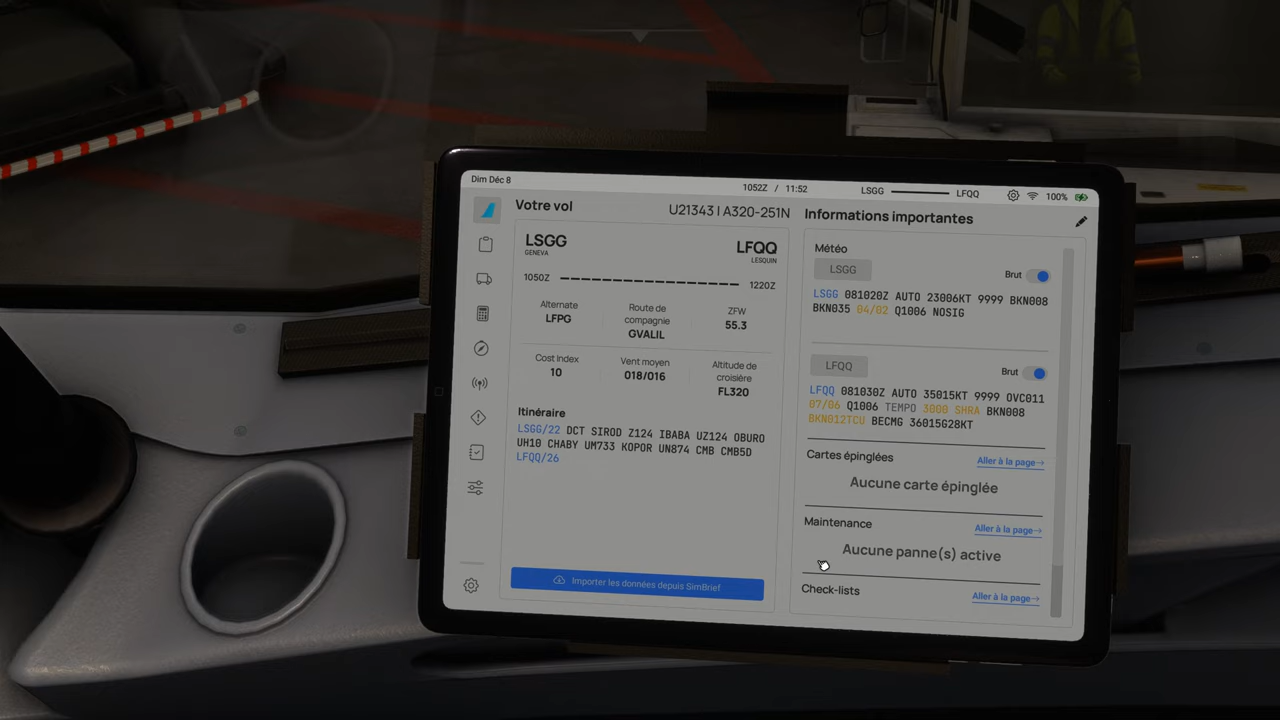 Dim Déc 8
1052Z / 11:52
LSGG LFQQ
100%
Votre vol
U21343 | A320-251N
LSGG
GENEVA
LFQQ
LESQUIN
1050Z
1220Z
Alternate
LFPG
Route de
compagnie
GVALIL
ZFW
55.3
Cost Index
10
Vent moyen
018/016
Altitude de
croisière
FL320
Itinéraire
LSGG/22 DCT SIROD Z124 IBABA UZ124 OBURO
UH10 CHABY UM733 KOPOR UN874 CMB CMB5D
LFQQ/26
Importer les données depuis SimBrief
Informations importantes
Météo
LSGG
Brut
LSGG 081020Z AUTO 23006KT 9999 BKN008
BKN035 04/02 Q1006 NOSIG
LFQQ
Brut
LFQQ 081030Z AUTO 35015KT 9999 OVC011
07/06 Q1006 TEMPO 3000 SHRA BKN008
BKN012TCU BECMG 36015G28KT
Cartes épinglées
Aller à la page→
Aucune carte épinglée
Maintenance
Aller à la page→
Aucune panne(s) active
Check-lists
Aller à la page→